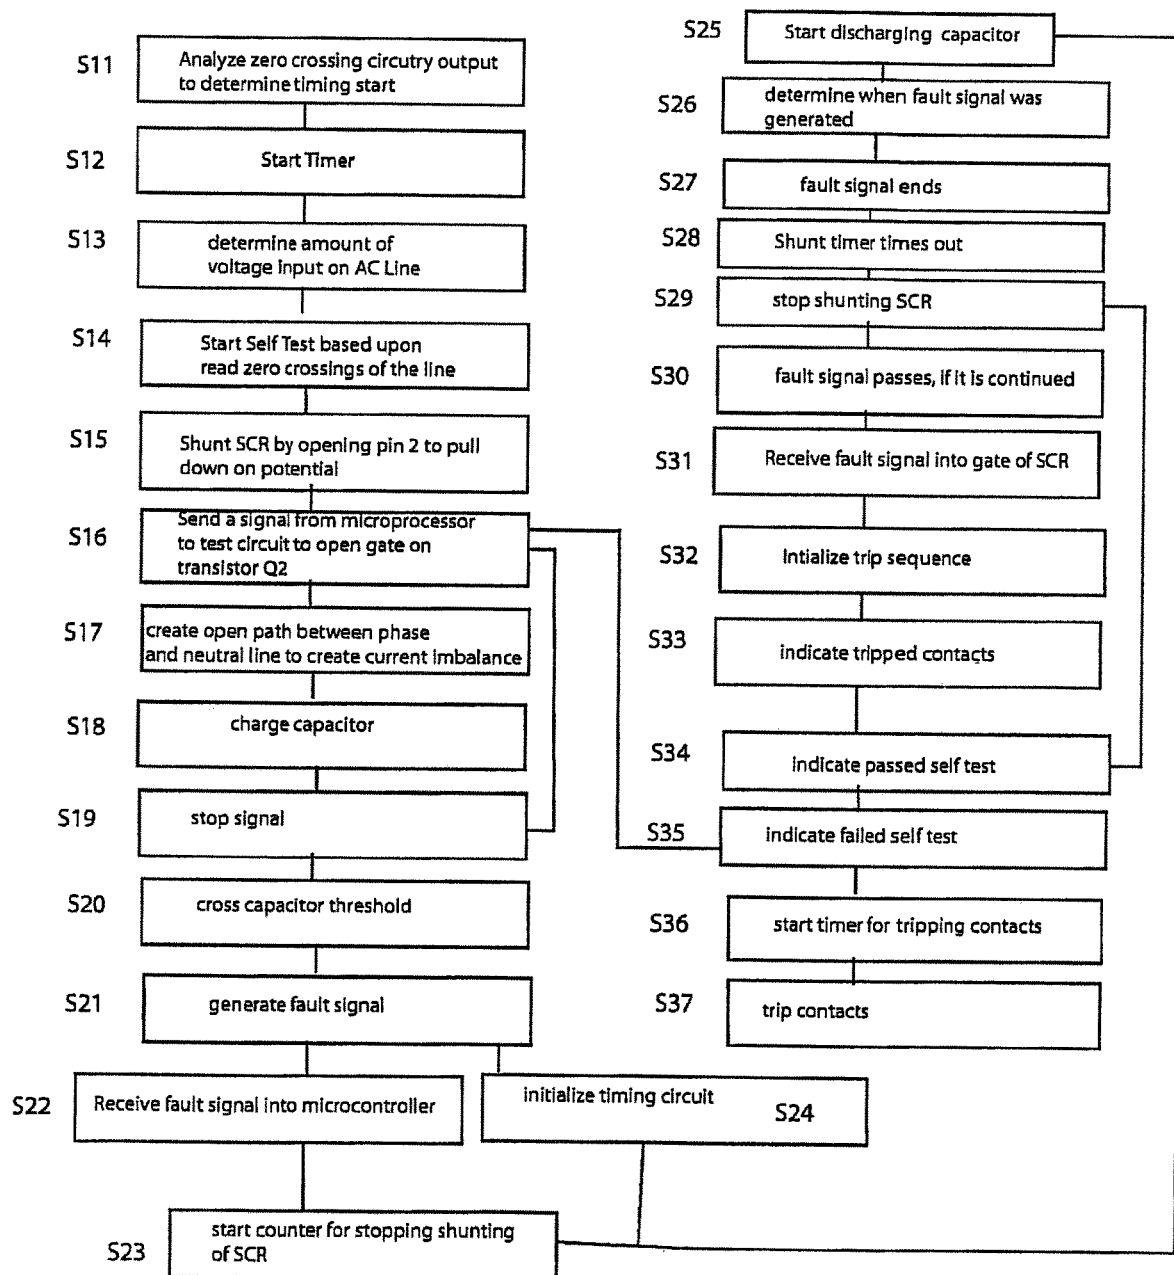 S11
Analyze zero crossing circutry output
to determine timing start
S12
Start Timer
S13
determine amount of
voltage input on AC Line
S14
Start Self Test based upon
read zero crossings of the line
S15
Shunt SCR by opening pin 2 to pull
down on potential
S16
Send a signal from microprocessor
to test circuit to open gate on
transistor Q2
S17
create open path between phase
and neutral line to create current imbalance
S18
charge capacitor
S19
stop signal
S20
cross capacitor threshold
S21
generate fault signal
S22
Receive fault signal into microcontroller
initialize timing circuit
S24
S23
start counter for stopping shunting
of SCR
S25
Start discharging capacitor
S26
determine when fault signal was
generated
S27
fault signal ends
S28
Shunt timer times out
S29
stop shunting SCR
S30
fault signal passes, if it is continued
S31
Receive fault signal into gate of SCR
S32
Intialize trip sequence
S33
indicate tripped contacts
S34
indicate passed self test
S35
indicate failed self test
S36
start timer for tripping contacts
S37
trip contacts